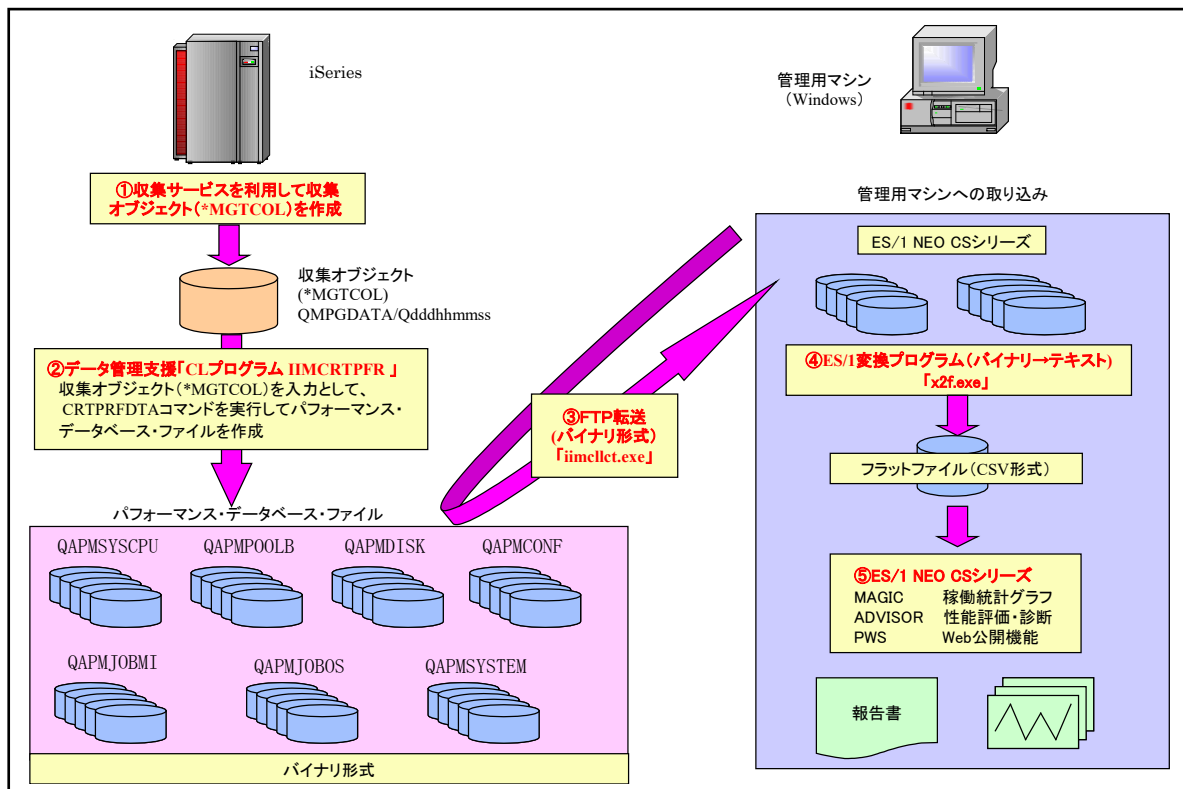 iSeries
管理用マシン
(Windows)
①収集サービスを利用して収集
オブジェクト(*MGTCOL)を作成
収集オブジェクト
(*MGTCOL)
QMPGDATA/Qdddhhmmss
②データ管理支援「CLプログラム IIMCRTPFR 」
収集オブジェクト(*MGTCOL)を入力として、
CRTPRFDTAコマンドを実行してパフォーマンス・
データベース・ファイルを作成
③FTP転送
(バイナリ形式)
「iimcllct.exe」
パフォーマンス・データベース・ファイル
QAPMSYSCPU
QAPMPOOLB
QAPMDISK
QAPMCONF
QAPMJOBMI
QAPMJOBOS
QAPMSYSTEM
バイナリ形式
管理用マシンへの取り込み
ES/1 NEO CSシリーズ
④ES/1変換プログラム(バイナリ→テキスト)
「x2f.exe」
フラットファイル(CSV形式)
⑤ES/1 NEO CSシリーズ
MAGIC 稼働統計グラフ
ADVISOR 性能評価・診断
PWS Web公開機能
報告書